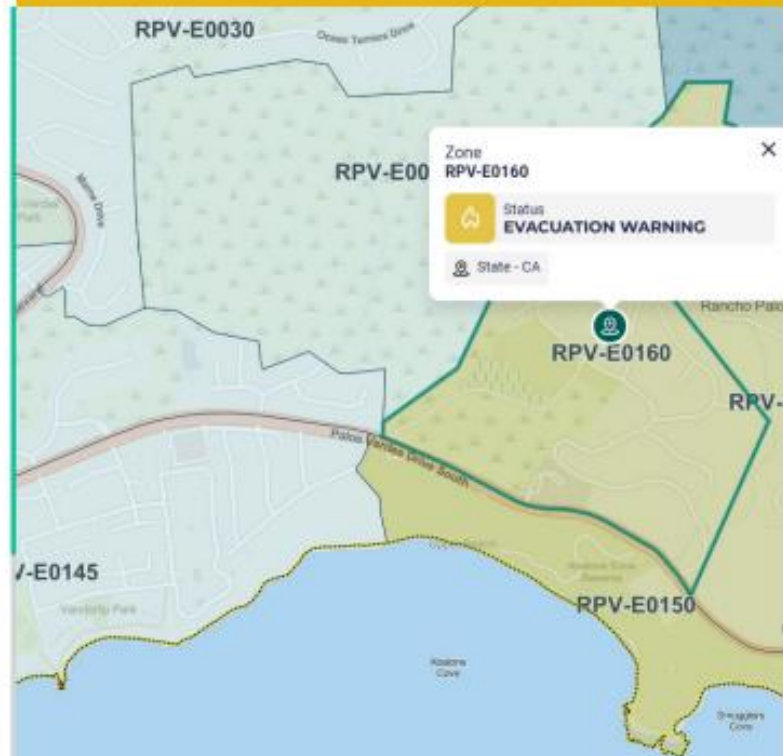 RPV-E0030
Ocean Terrace Drive
Zone
RPV-E0160
RPV-E00
Status
EVACUATION WARNING
State - CA
Park
Rancho Palo
RPV-E0160
RPV-
Palos Verdes Drive South
V-E0145
RPV-E0150
Vanderlip Park
Abalone
Cove
Smugglers
Cove